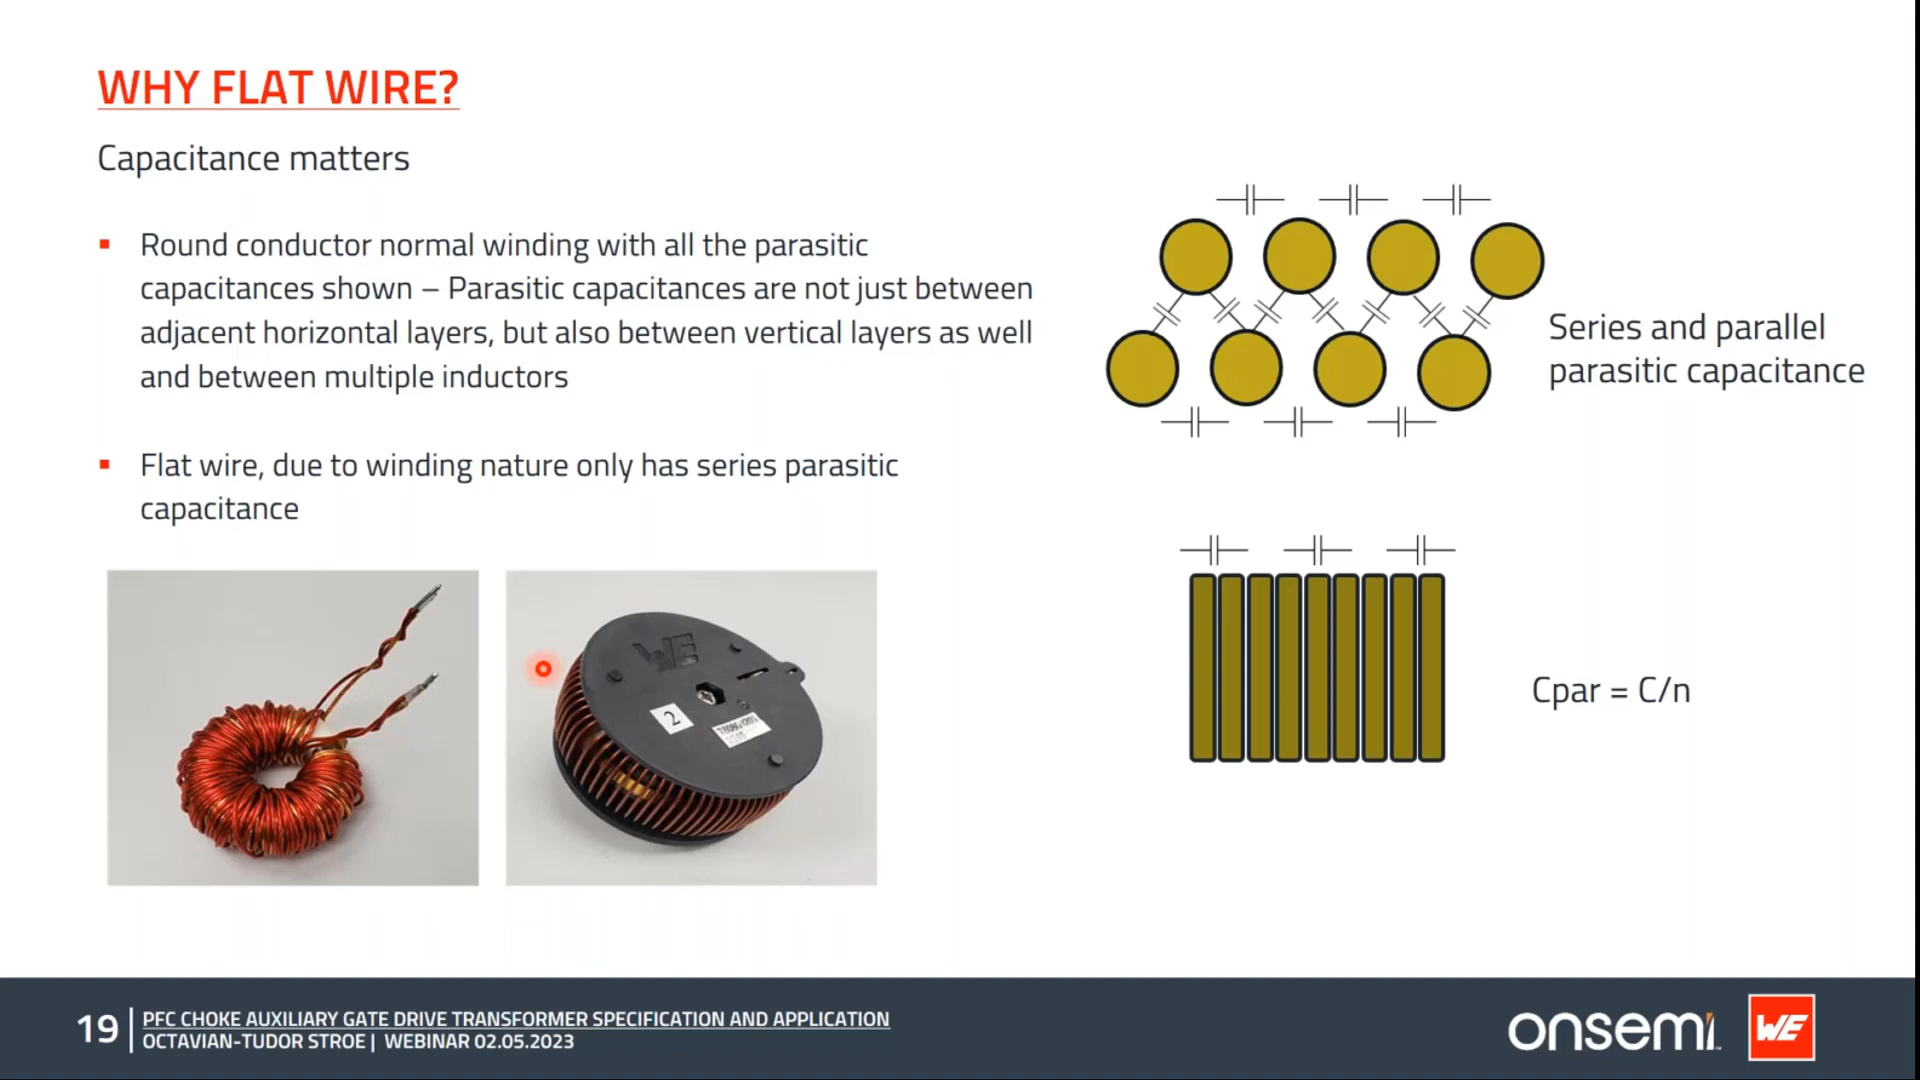 WHY FLAT WIRE?
Capacitance matters
Round conductor normal winding with all the parasitic
capacitances shown – Parasitic capacitances are not just between
adjacent horizontal layers, but also between vertical layers as well
and between multiple inductors
Flat wire, due to winding nature only has series parasitic
capacitance
Series and parallel
parasitic capacitance
Cpar = C/n
WE
2
19
PFC CHOKE AUXILIARY GATE DRIVE TRANSFORMER SPECIFICATION AND APPLICATION
OCTAVIAN-TUDOR STROE | WEBINAR 02.05.2023
onsemi
WE